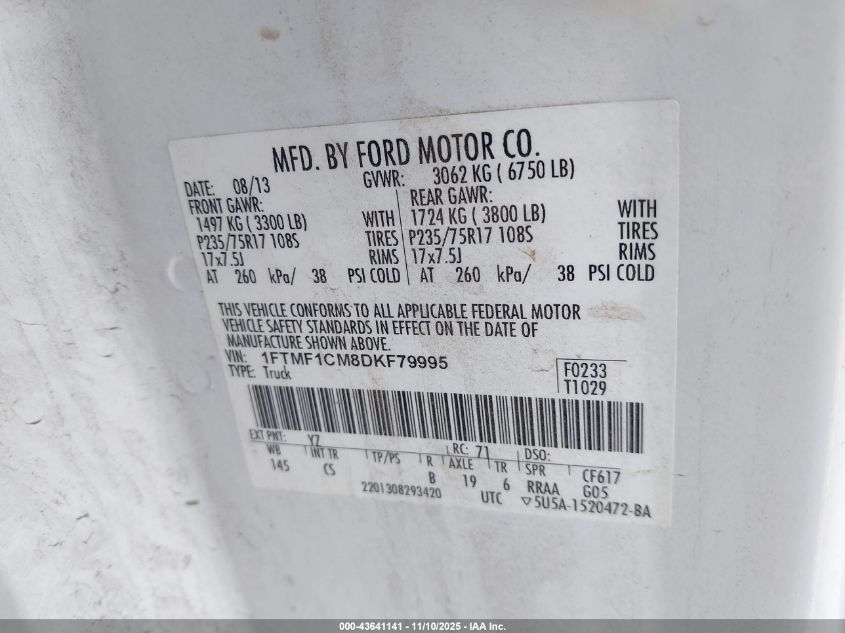 MFD. BY FORD MOTOR CO.
DATE: 08/13 GVWR: 3062 KG ( 6750 LB)
FRONT GAWR: REAR GAWR:
1497 KG ( 3300 LB) WITH 1724 KG ( 3800 LB) WITH
P235/75R17 108S TIRES P235/75R17 108S TIRES
17x7.5J RIMS 17x7.5J RIMS
AT 260 kPa/ 38 PSI COLD AT 260 kPa/ 38 PSI COLD
THIS VEHICLE CONFORMS TO ALL APPLICABLE FEDERAL MOTOR
VEHICLE SAFETY STANDARDS IN EFFECT ON THE DATE OF
MANUFACTURE SHOWN ABOVE.
VIN: 1FTMF1CM8DKF79995
TYPE: Truck
F0233
T1029
EXT PNT: YZ RC: 71 DSO:
WB INT TR TP/PS R AXLE TR SPR CF617
145 CS B 19 6 RRAA G05
2201308293420 UTC ▽5U5A-1520472-BA
000-43641141 - 11/10/2025 - IAA Inc.